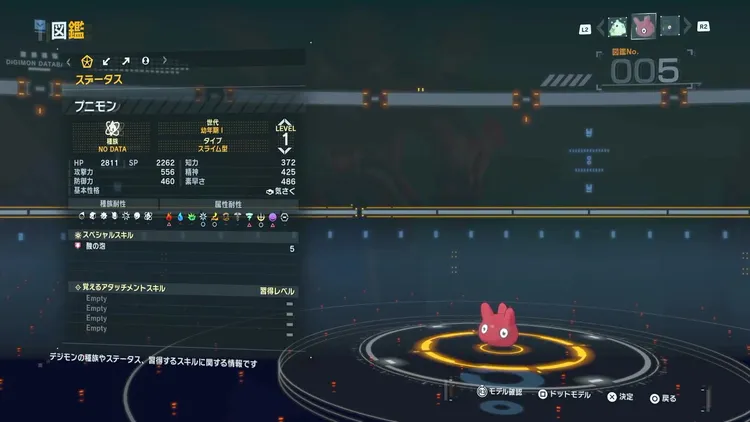 図鑑
L2
R2
DIGIMON DATAB
図鑑No.
005
ステータス
プニモン
種族
NO DATA
世代
幼年期Ⅰ
タイプ
スライム型
LEVEL
1
HP 2811 SP 2262 知力 372
攻撃力 556 精神 425
防御力 460 素早さ 486
基本性格 気さく
種族耐性 属性耐性
スペシャルスキル
酸の泡 5
覚えるアタッチメントスキル 習得レベル
Empty
Empty
Empty
Empty
デジモンの種族やステータス、習得するスキルに関する情報です
モデル確認 ドットモデル 決定 戻る